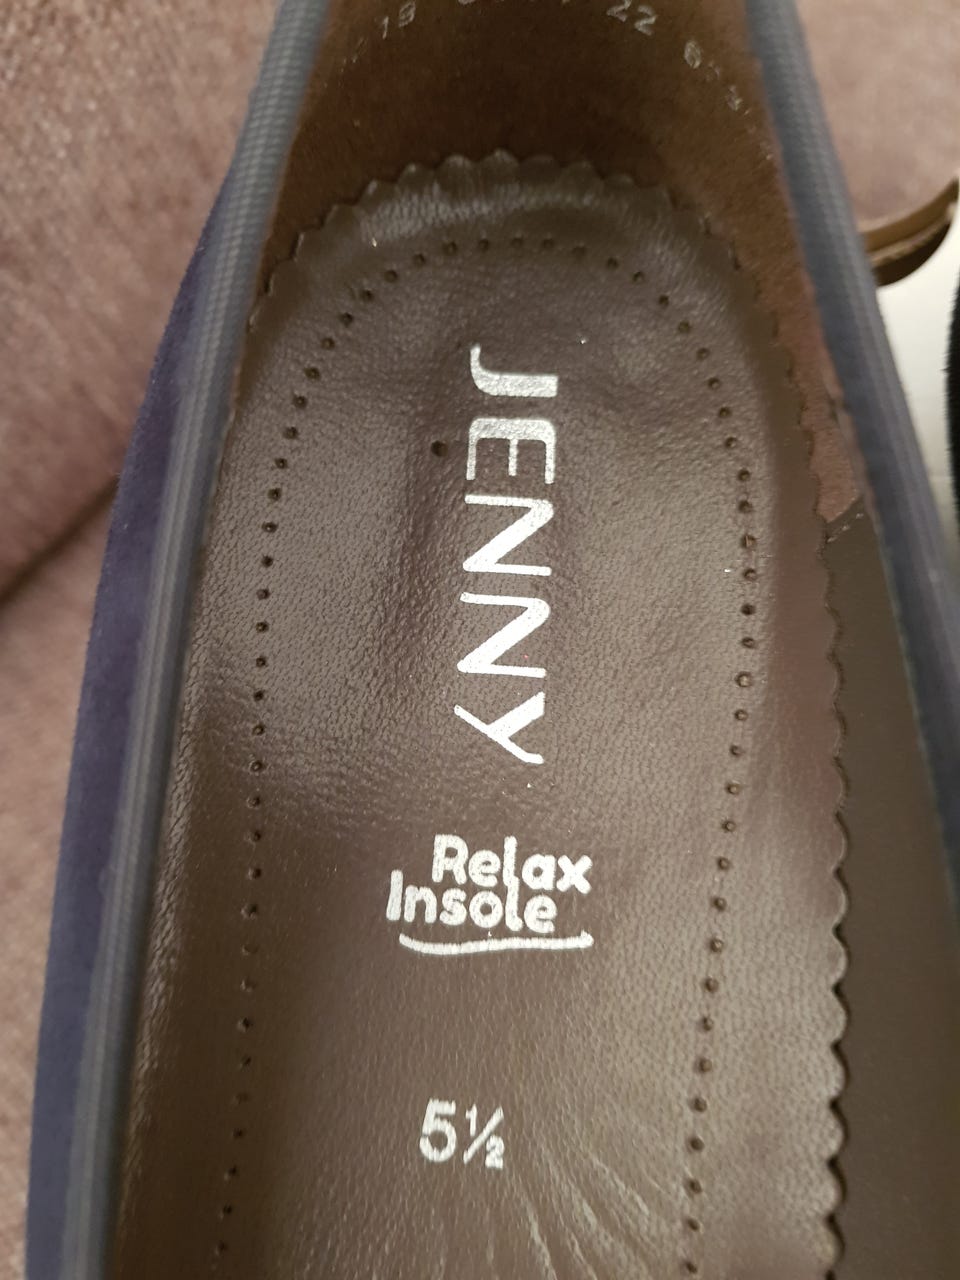 JENNY
Relax
Insole
5½